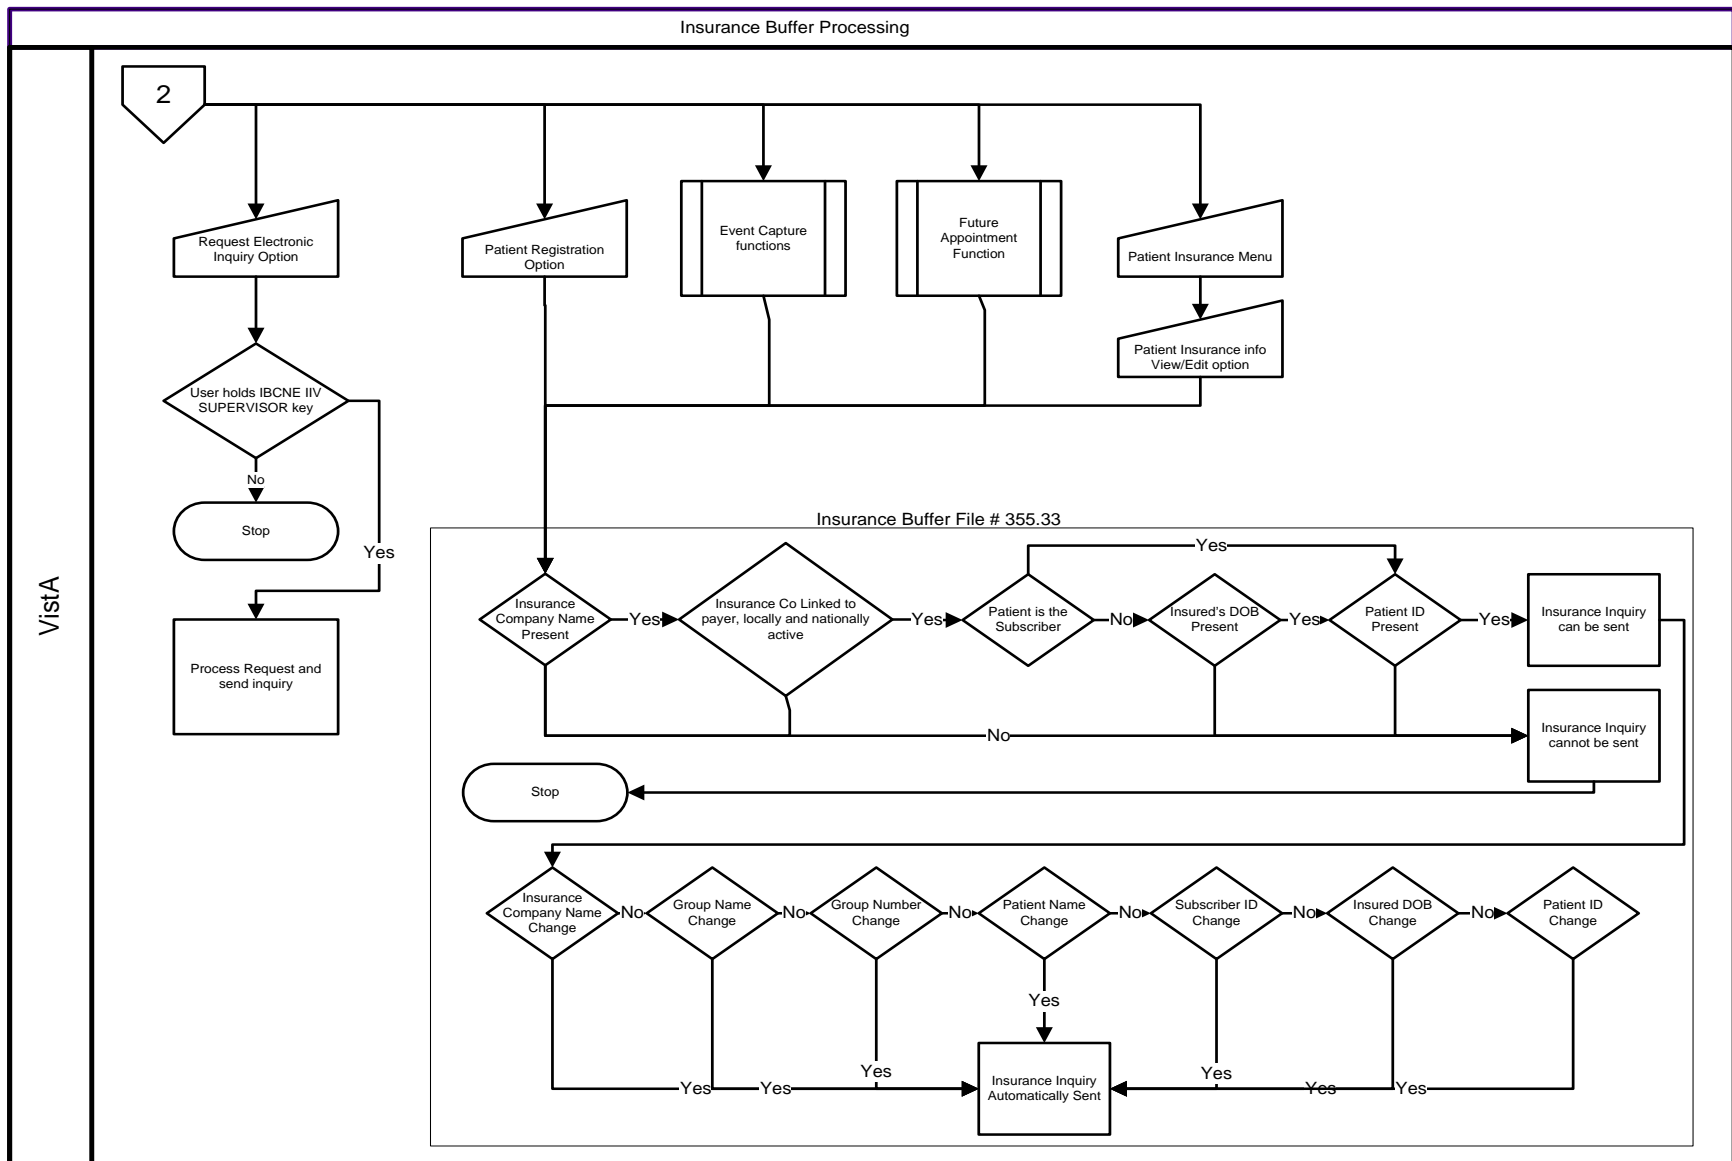 Insurance Buffer Processing
VistA
2
Request Electronic
Inquiry Option
Patient Registration
Option
Event Capture
functions
Future
Appointment
Function
Patient Insurance Menu
Patient Insurance info
View/Edit option
User holds IBCNE IIV
SUPERVISOR key
No
Yes
Stop
Process Request and
send inquiry
Insurance Buffer File # 355.33
Insurance
Company Name
Present
Yes
Insurance Co Linked to
payer, locally and nationally
active
Yes
Patient is the
Subscriber
Yes
No
Insured's DOB
Present
Yes
Patient ID
Present
Yes
Insurance Inquiry
can be sent
No
Insurance Inquiry
cannot be sent
Stop
Insurance
Company Name
Change
No
Group Name
Change
No
Group Number
Change
No
Patient Name
Change
No
Subscriber ID
Change
No
Insured DOB
Change
No
Patient ID
Change
Yes
Yes
Yes
Yes
Yes
Yes
Yes
Insurance Inquiry
Automatically Sent